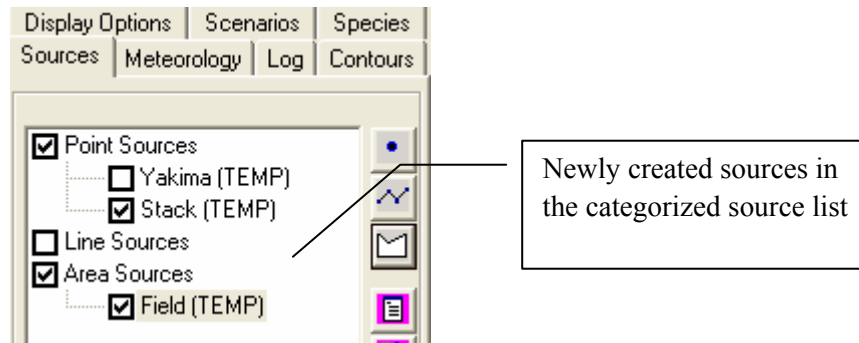 Display Options Scenarios Species
Sources Meteorology Log Contours
Point Sources
Yakima (TEMP)
Stack (TEMP)
Line Sources
Area Sources
Field (TEMP)
Newly created sources in
the categorized source list